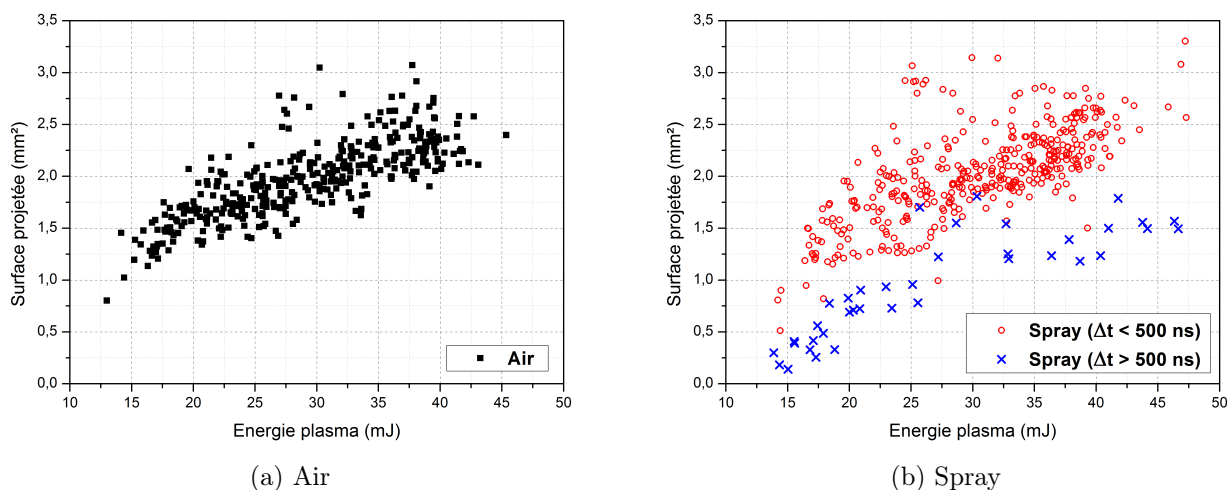 3,5
3,0
2,5
2,0
1,5
1,0
0,5
0,0
Surface projetée (mm²)
Air
10 15 20 25 30 35 40 45 50
Energie plasma (mJ)
(a) Air
3,5
3,0
2,5
2,0
1,5
1,0
0,5
0,0
Surface projetée (mm²)
Spray (Δt < 500 ns)
Spray (Δt > 500 ns)
10 15 20 25 30 35 40 45 50
Energie plasma (mJ)
(b) Spray